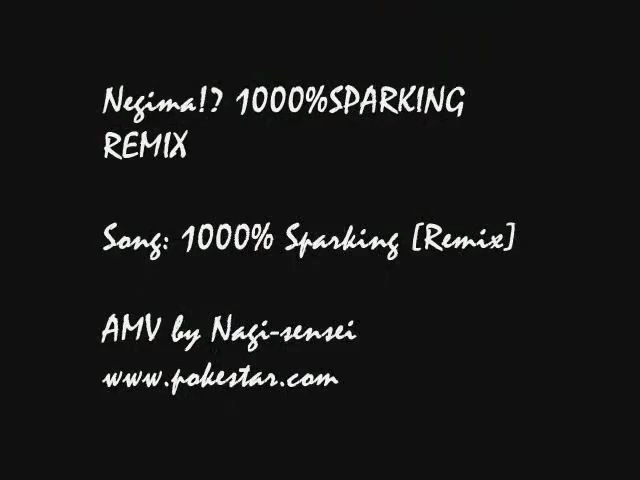 Negima!? 1000%SPARKING
REMIX
Song: 1000% Sparking [Remix]
AMV by Nagi-sensei
www.pokestar.com